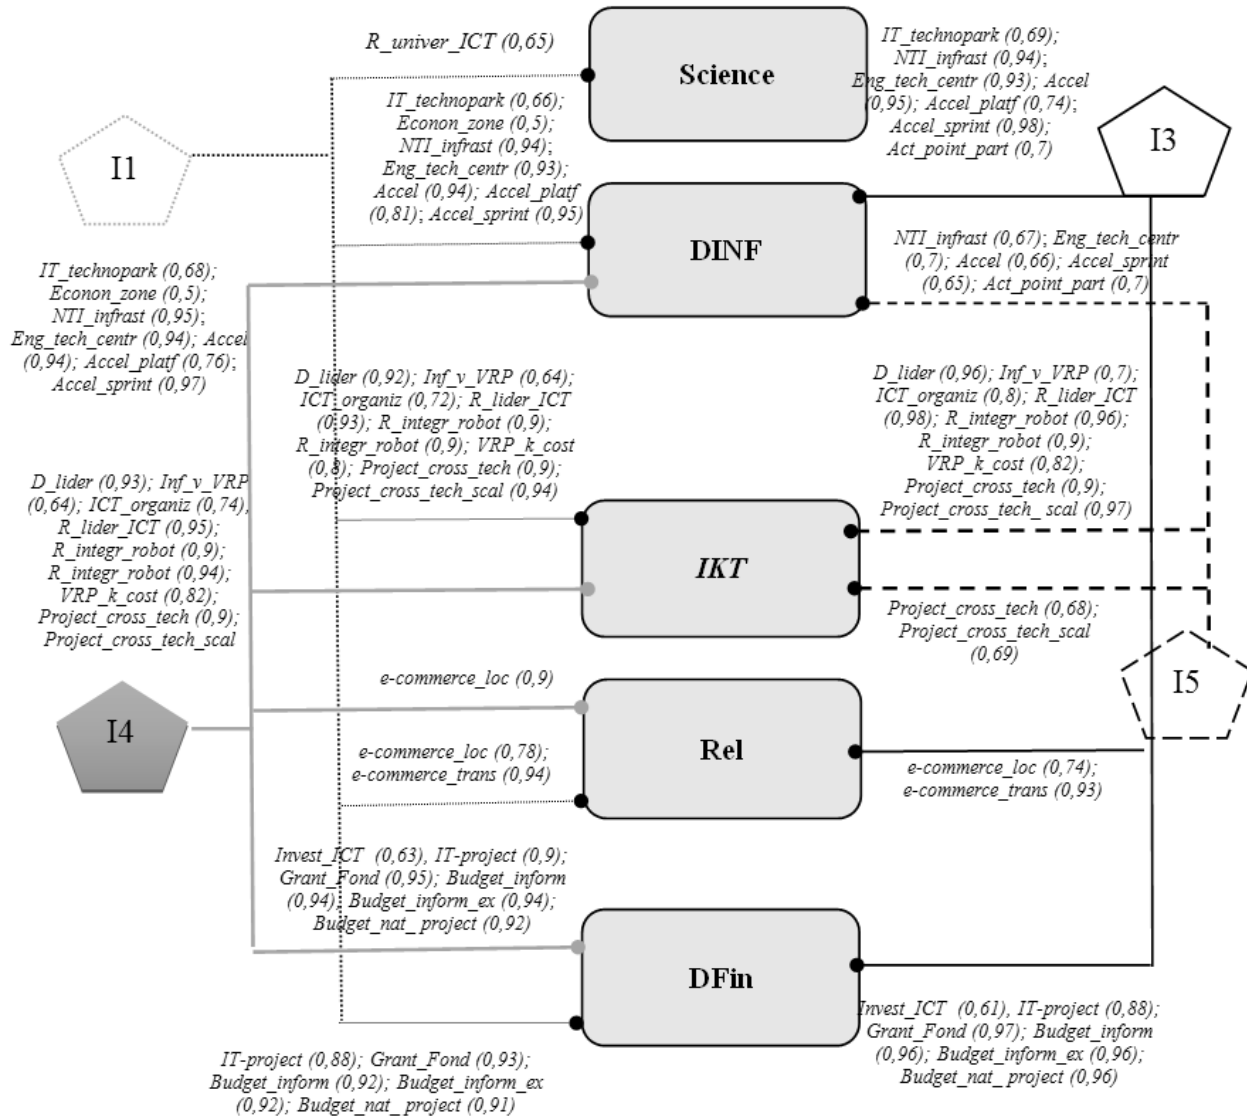 R_univer_ICT (0,65)
Science
IT_technopark (0,69);
NTI_infrast (0,94);
Eng_tech_centr (0,93); Accel
(0,95); Accel_platf (0,74);
Accel_sprint (0,98);
Act_point_part (0,7)
I3
I1
IT_technopark (0,66);
Econon_zone (0,5);
NTI_infrast (0,94);
Eng_tech_centr (0,93);
Accel (0,94); Accel_platf
(0,81); Accel_sprint (0,95)
DINF
NTI_infrast (0,67); Eng_tech_centr
(0,7); Accel (0,66); Accel_sprint
(0,65); Act_point_part (0,7)
IT_technopark (0,68);
Econon_zone (0,5);
NTI_infrast (0,95);
Eng_tech_centr (0,94); Accel
(0,94); Accel_platf (0,76);
Accel_sprint (0,97)
D_lider (0,92); Inf_v_VRP (0,64);
ICT_organiz (0,72); R_lider_ICT
(0,93); R_integr_robot (0,9);
R_integr_robot (0,9); VRP_k_cost
(0,8); Project_cross_tech (0,9);
Project_cross_tech_scal (0,94)
D_lider (0,96); Inf_v_VRP (0,7);
ICT_organiz (0,8); R_lider_ICT
(0,98); R_integr_robot (0,96);
R_integr_robot (0,9);
VRP_k_cost (0,82);
Project_cross_tech (0,9);
Project_cross_tech_ scal (0,97)
D_lider (0,93); Inf_v_VRP
(0,64); ICT_organiz (0,74),
R_lider_ICT (0,95);
R_integr_robot (0,9);
R_integr_robot (0,94);
VRP_k_cost (0,82);
Project_cross_tech (0,9);
Project_cross_tech_scal
IKT
Project_cross_tech (0,68);
Project_cross_tech_scal
(0,69)
I5
I4
e-commerce_loc (0,9)
e-commerce_loc (0,78);
e-commerce_trans (0,94)
Rel
e-commerce_loc (0,74);
e-commerce_trans (0,93)
Invest_ICT (0,63), IT-project (0,9);
Grant_Fond (0,95); Budget_inform
(0,94), Budget_inform_ex (0,94);
Budget_nat_ project (0,92)
DFin
Invest_ICT (0,61), IT-project (0,88);
Grant_Fond (0,97); Budget_inform
(0,96); Budget_inform_ex (0,96);
Budget_nat_ project (0,96)
IT-project (0,88); Grant_Fond (0,93);
Budget_inform (0,92); Budget_inform_ex
(0,92); Budget_nat_ project (0,91)